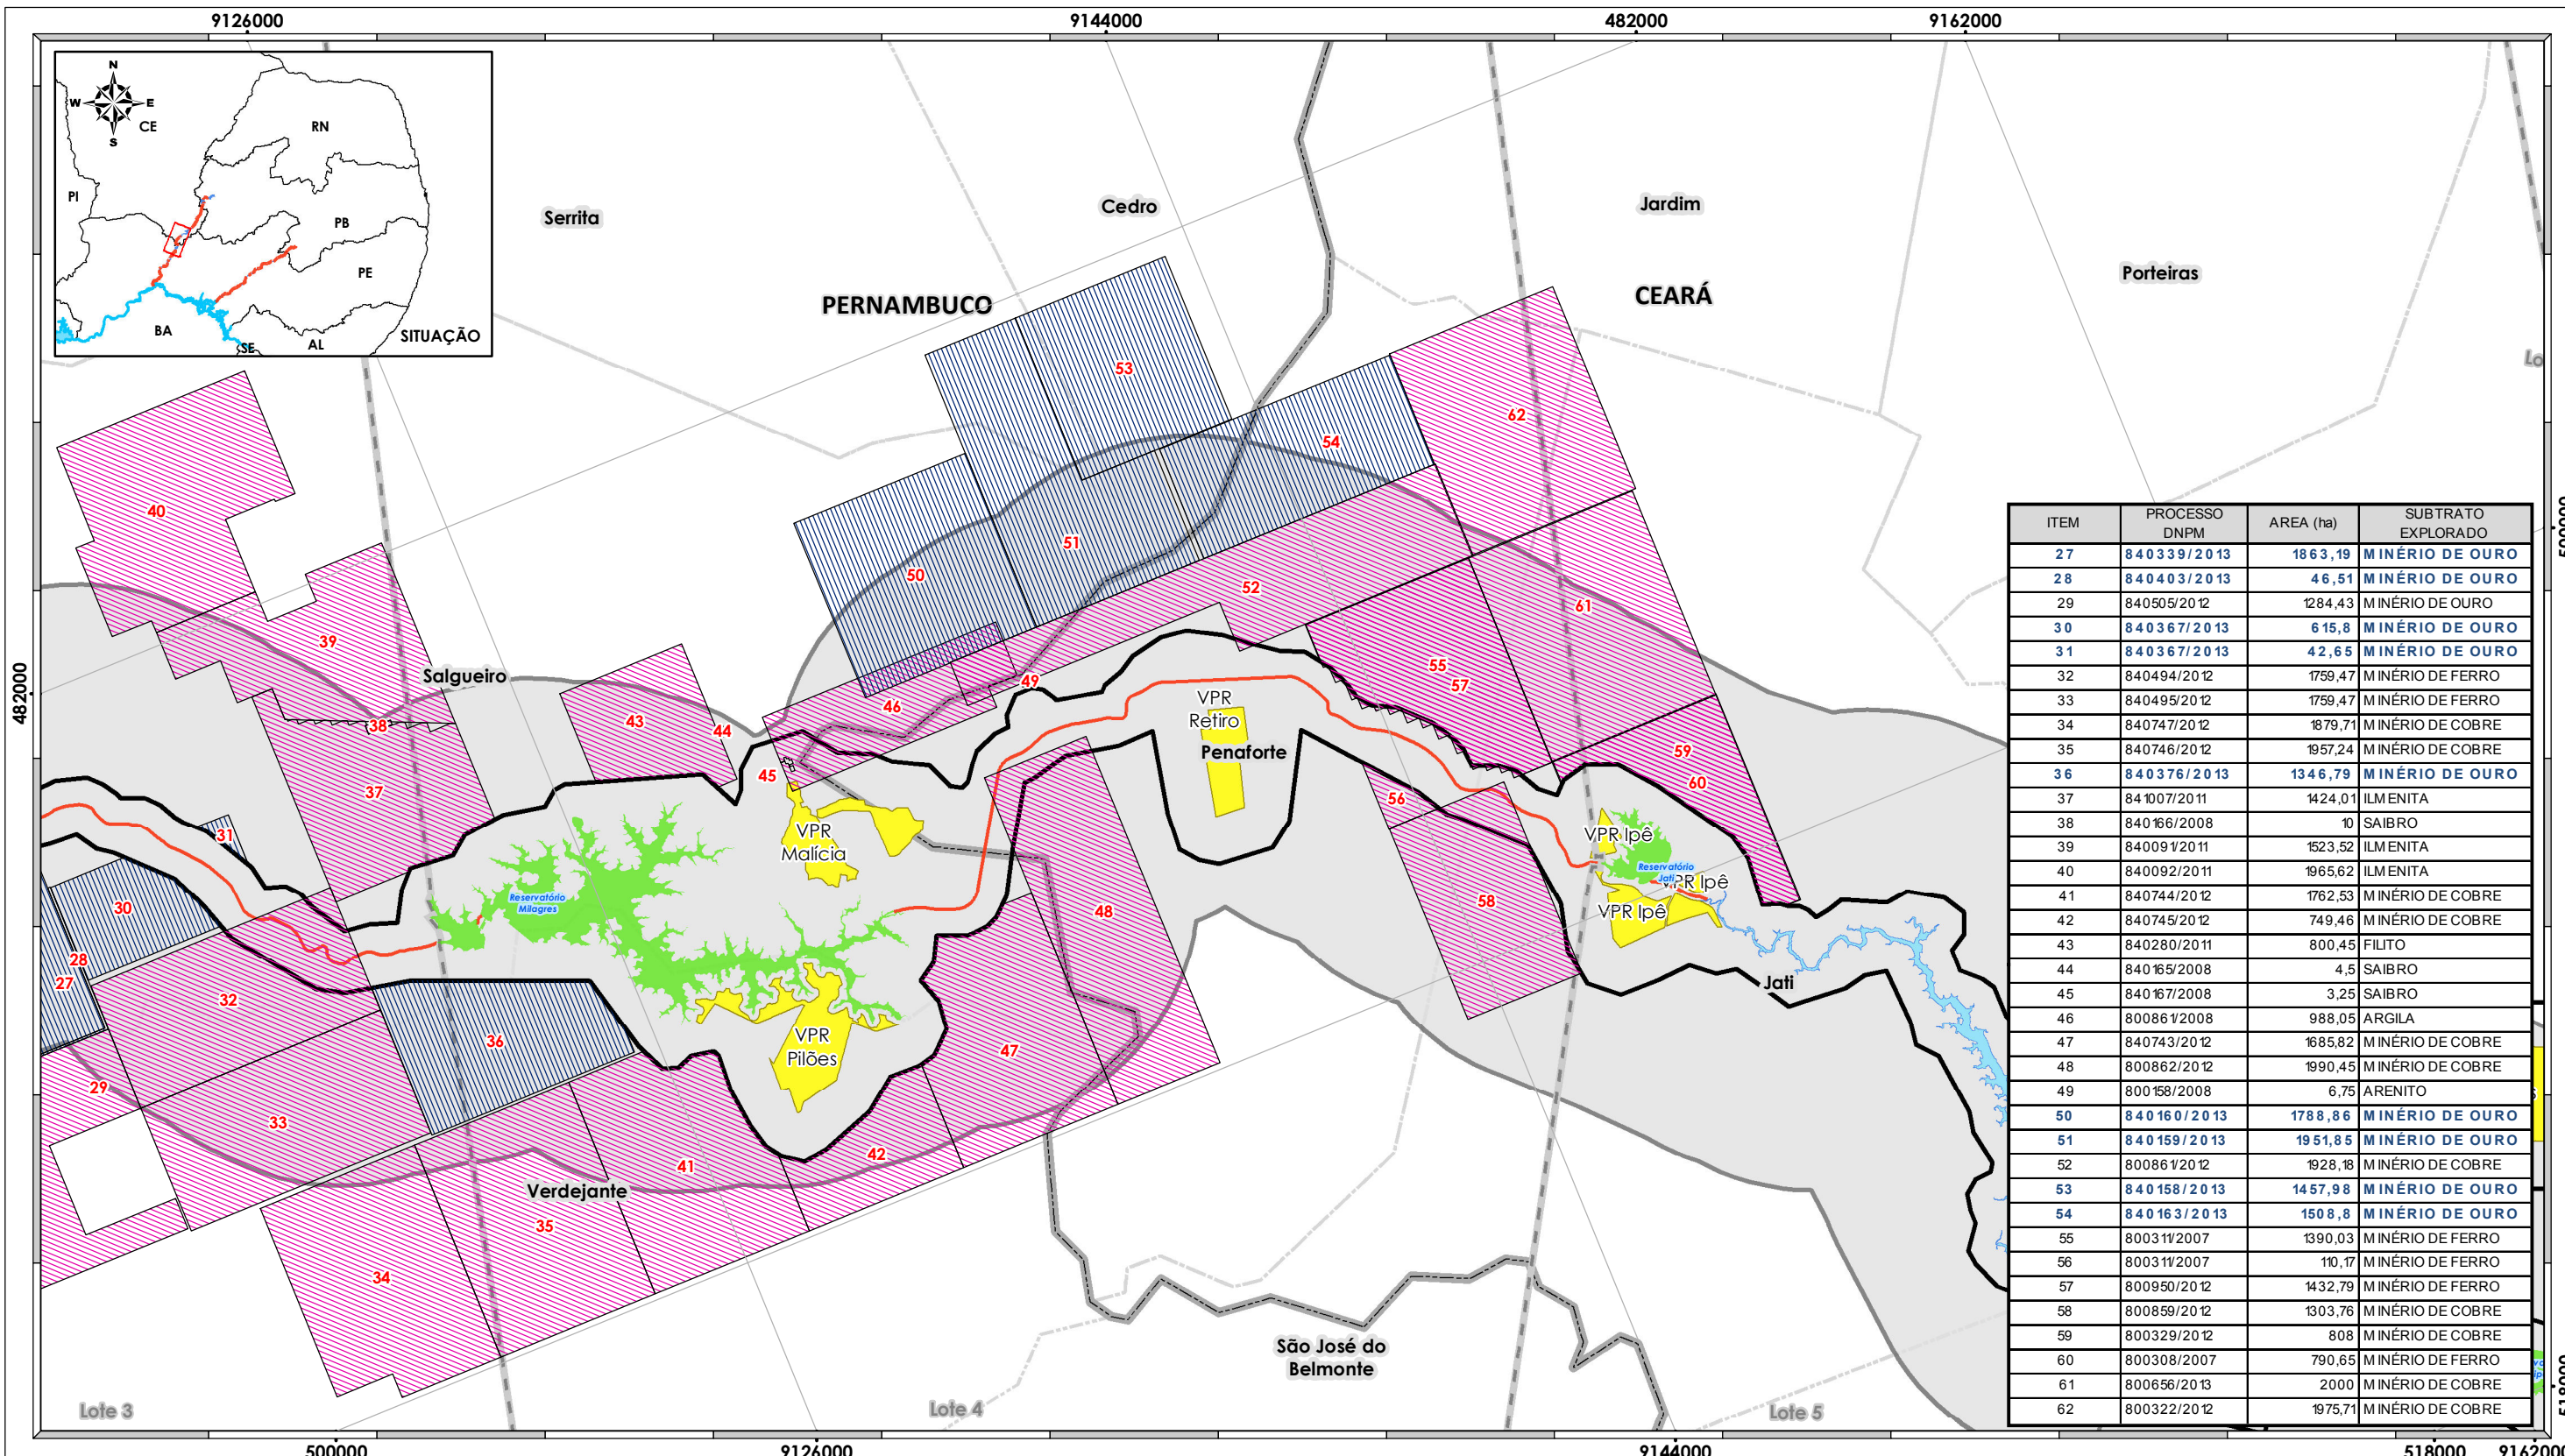 9126000 9144000 482000 9162000
N
W E
S
CE
RN
PI
PB
PE
BA
SE
AL
SITUAÇÃO
Serrita
Cedro
Jardim
Porteiras
PERNAMBUCO
CEARÁ
Lo
53
62
54
40
51
50
52
61
39
Salgueiro
482000
55
57
49
43
38
44
46
VPR
Retiro
Penaforte
59
60
45
37
56
31
VPR
Malícia
VPR Ipê
Reservatório
Jati
VPR Ipê
VPR Ipê
Reservatório
Milagres
30
58
48
28
27
32
36
Jati
VPR
Pilões
47
29
33
42
41
Verdejante
35
34
São José do
Belmonte
Lote 3
Lote 4
Lote 5
ITEM PROCESSO DNPM AREA (ha) SUBTRATO EXPLORADO
27 840339/2013 1863,19 MINÉRIO DE OURO
28 840403/2013 46,51 MINÉRIO DE OURO
29 840505/2012 1284,43 MINÉRIO DE OURO
30 840367/2013 615,8 MINÉRIO DE OURO
31 840367/2013 42,65 MINÉRIO DE OURO
32 840494/2012 1759,47 MINÉRIO DE FERRO
33 840495/2012 1759,47 MINÉRIO DE FERRO
34 840747/2012 1879,71 MINÉRIO DE COBRE
35 840746/2012 1957,24 MINÉRIO DE COBRE
36 840376/2013 1346,79 MINÉRIO DE OURO
37 841007/2011 1424,01 ILMENITA
38 840166/2008 10 SAIBRO
39 840091/2011 1523,52 ILMENITA
40 840092/2011 1965,62 ILMENITA
41 840744/2012 1762,53 MINÉRIO DE COBRE
42 840745/2012 749,46 MINÉRIO DE COBRE
43 840280/2011 800,45 FILITO
44 840165/2008 4,5 SAIBRO
45 840167/2008 3,25 SAIBRO
46 800861/2008 988,05 ARGILA
47 840743/2012 1685,82 MINÉRIO DE COBRE
48 800862/2012 1990,45 MINÉRIO DE COBRE
49 800158/2008 6,75 ARENITO
50 840160/2013 1788,86 MINÉRIO DE OURO
51 840159/2013 1951,85 MINÉRIO DE OURO
52 800861/2012 1928,18 MINÉRIO DE COBRE
53 840158/2013 1457,98 MINÉRIO DE OURO
54 840163/2013 1508,8 MINÉRIO DE OURO
55 800311/2007 1390,03 MINÉRIO DE FERRO
56 800311/2007 110,17 MINÉRIO DE FERRO
57 800950/2012 1432,79 MINÉRIO DE FERRO
58 800859/2012 1303,76 MINÉRIO DE COBRE
59 800329/2012 808 MINÉRIO DE COBRE
60 800308/2007 790,65 MINÉRIO DE FERRO
61 800656/2013 2000 MINÉRIO DE COBRE
62 800322/2012 1975,71 MINÉRIO DE COBRE
500000 9126000 9144000 518000 9162000